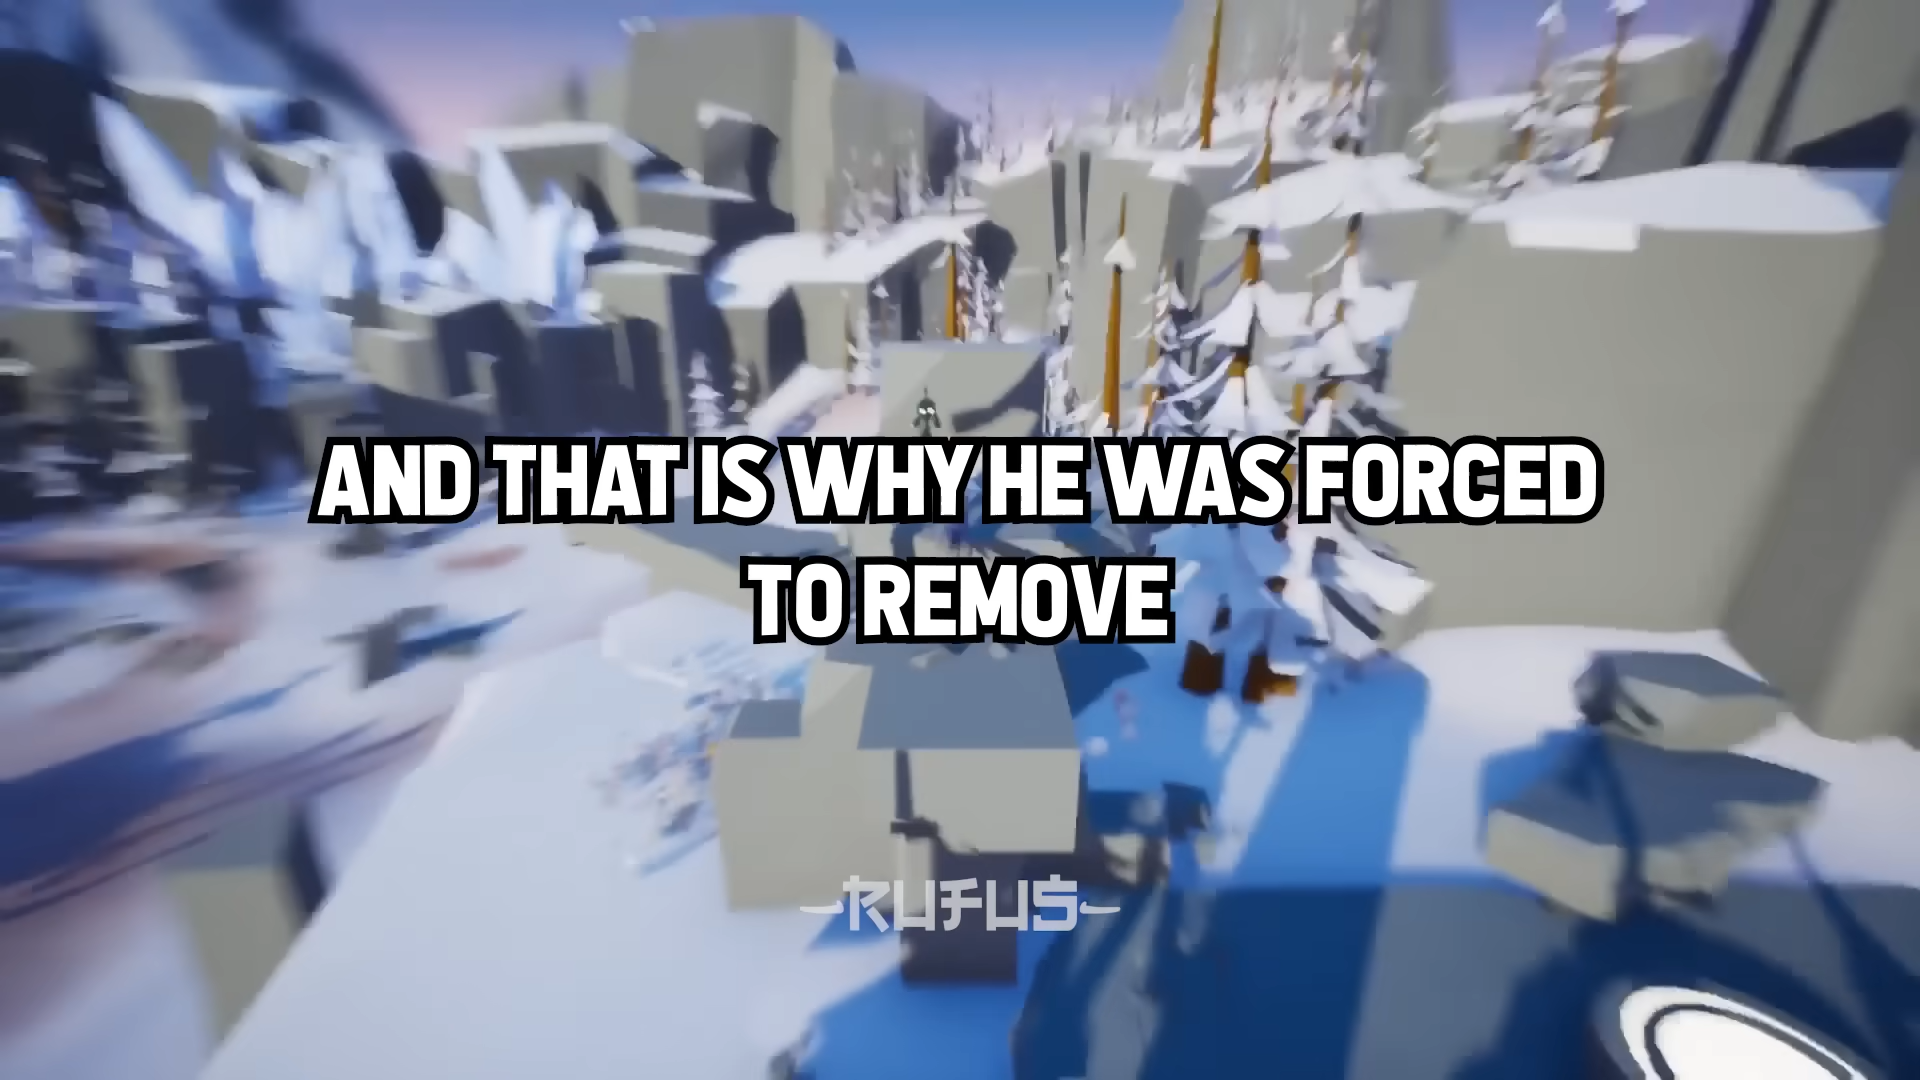 AND THAT IS WHY HE WAS FORCED
TO REMOVE
RUFUS